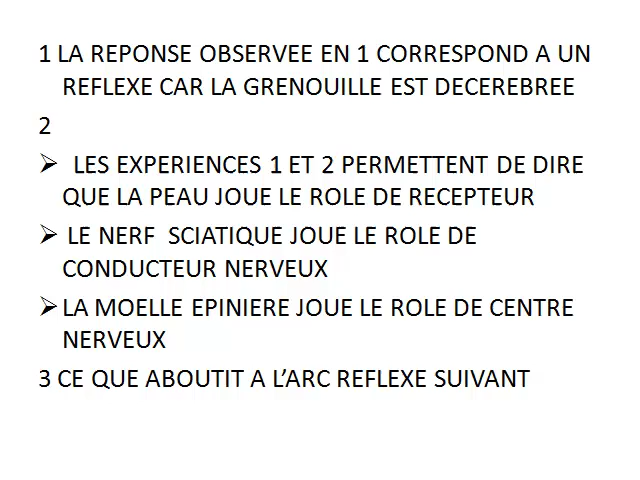 1 LA REPONSE OBSERVEE EN 1 CORRESPOND A UN
REFLEXE CAR LA GRENOUILLE EST DECEREBREE
2
➢ LES EXPERIENCES 1 ET 2 PERMETTENT DE DIRE
QUE LA PEAU JOUE LE ROLE DE RECEPTEUR
➢ LE NERF SCIATIQUE JOUE LE ROLE DE
CONDUCTEUR NERVEUX
➢ LA MOELLE EPINIERE JOUE LE ROLE DE CENTRE
NERVEUX
3 CE QUE ABOUTIT A L’ARC REFLEXE SUIVANT